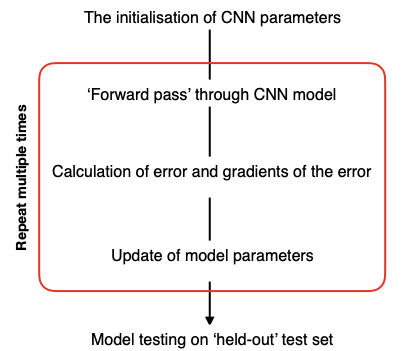 The initialisation of CNN parameters
‘Forward pass’ through CNN model
Repeat multiple times
Calculation of error and gradients of the error
Update of model parameters
Model testing on ‘held-out’ test set